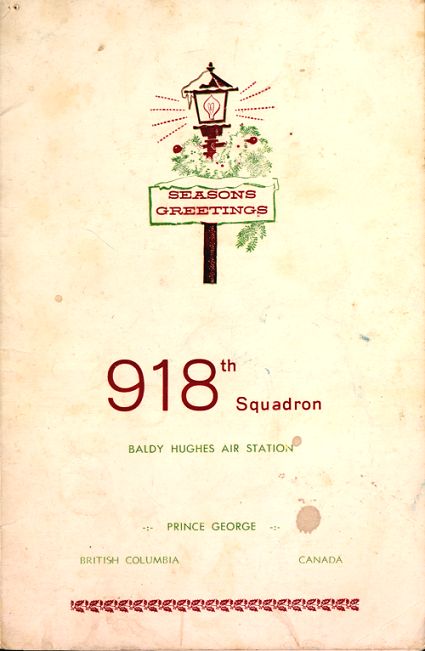 SEASONS
GREETINGS
918th Squadron
BALDY HUGHES AIR STATION
-:- PRINCE GEORGE -:-
BRITISH COLUMBIA CANADA